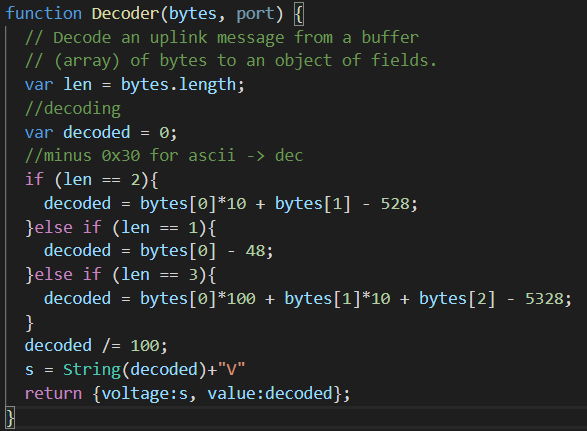 function Decoder(bytes, port) {
  // Decode an uplink message from a buffer
  // (array) of bytes to an object of fields.
  var len = bytes.length;
  //decoding
  var decoded = 0;
  //minus 0x30 for ascii -> dec
  if (len == 2){
    decoded = bytes[0]*10 + bytes[1] - 528;
  }else if (len == 1){
    decoded = bytes[0] - 48;
  }else if (len == 3){
    decoded = bytes[0]*100 + bytes[1]*10 + bytes[2] - 5328;
  }
  decoded /= 100;
  s = String(decoded)+"V"
  return {voltage:s, value:decoded};
}